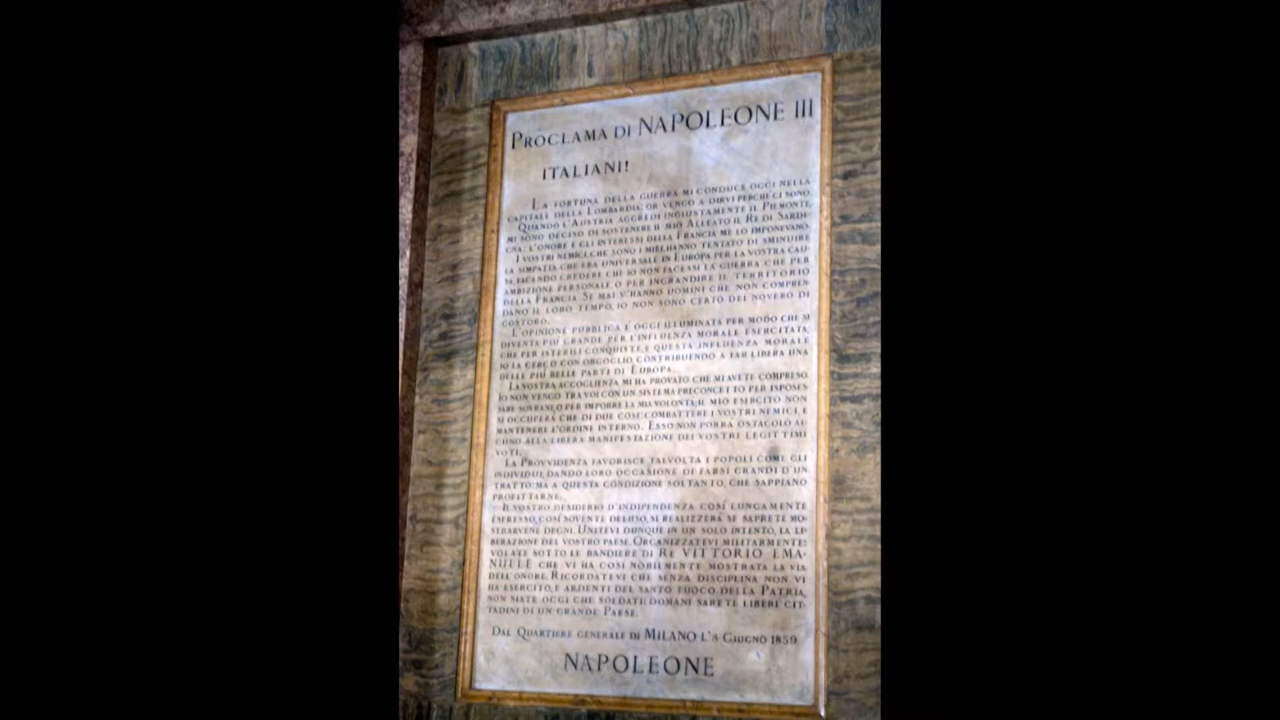 PROCLAMA DI NAPOLEONE III
ITALIANI!
LA FORTUNA DELLA GUERRA MI CONDUCE OGGI NELLA
CAPITALE DELLA LOMBARDIA: OR VENGO A DIRVI PERCHÈ CI SONO.
QUANDO L'AUSTRIA AGGREDÌ INGIUSTAMENTE IL PIEMONTE,
MI SONO DECISO DI SOSTENERE IL MIO ALLEATO IL RE DI SARDE-
GNA: L'ONORE E GLI INTERESSI DELLA FRANCIA ME LO IMPONEVANO.
I VOSTRI NEMICI, CHE SONO I MIEI, HANNO TENTATO DI SMINUIRE
LA SIMPATIA CHE ERA UNIVERSALE IN EUROPA PER LA VOSTRA CAU-
SA, FACENDO CREDERE CHE IO NON FACESSI LA GUERRA CHE PER
AMBIZIONE PERSONALE, O PER INGRANDIRE IL TERRITORIO
DELLA FRANCIA. SE MAI V'HANNO UOMINI CHE NON COMPREN-
DANO IL LORO TEMPO, IO NON SONO CERTO DEL NOVERO DI
COSTORO.
L'OPINIONE PUBBLICA È OGGI ILLUMINATA PER MODO CHE SI
DIVENTA PIÙ GRANDE PER L'INFLUENZA MORALE ESERCITATA,
CHE PER ISTERILI CONQUISTE, E QUESTA INFLUENZA MORALE
IO LA CERCO CON ORGOGLIO, CONTRIBUENDO A FAR LIBERA UNA
DELLE PIÙ BELLE PARTI DI EUROPA.
LA VOSTRA ACCOGLIENZA MI HA PROVATO CHE MI AVETE COMPRESO.
IO NON VENGO TRA VOI CON UN SISTEMA PRECONCETTO PER ISPOSES-
SARE SOVRANI, O PER IMPORRE LA MIA VOLONTÀ; IL MIO ESERCITO NON
SI OCCUPERÀ CHE DI DUE COSE: COMBATTERE I VOSTRI NEMICI, E
MANTENERE L'ORDINE INTERNO. ESSO NON PORRÀ OSTACOLO AL-
CUNO ALLA LIBERA MANIFESTAZIONE DEI VOSTRI LEGITTIMI
VOTI.
LA PROVVIDENZA FAVORISCE TALVOLTA I POPOLI COME GLI
INDIVIDUI, DANDO LORO OCCASIONE DI FARSI GRANDI D'UN
TRATTO: MA A QUESTA CONDIZIONE SOLTANTO, CHE SAPPIANO
PROFITTARNE.
IL VOSTRO DESIDERIO D'INDIPENDENZA COSÌ LUNGAMENTE
ESPRESSO, COSÌ SOVENTE DELUSO, SI REALIZZERÀ SE SAPRETE MO-
STRARVENE DEGNI. UNITEVI DUNQUE IN UN SOLO INTENTO, LA LI-
BERAZIONE DEL VOSTRO PAESE. ORGANIZZATEVI MILITARMENTE:
VOLATE SOTTO LE BANDIERE DI RE VITTORIO EMA-
NUELE CHE VI HA COSÌ NOBILMENTE MOSTRATA LA VIA
DELL'ONORE. RICORDATEVI CHE SENZA DISCIPLINA NON VI
HA ESERCITO, E ARDENTI DEL SANTO FUOCO DELLA PATRIA,
NON SIATE OGGI CHE SOLDATI: DOMANI SARETE LIBERI CIT-
TADINI DI UN GRANDE PAESE.
DAL QUARTIERE GENERALE DI MILANO L'8 GIUGNO 1859
NAPOLEONE